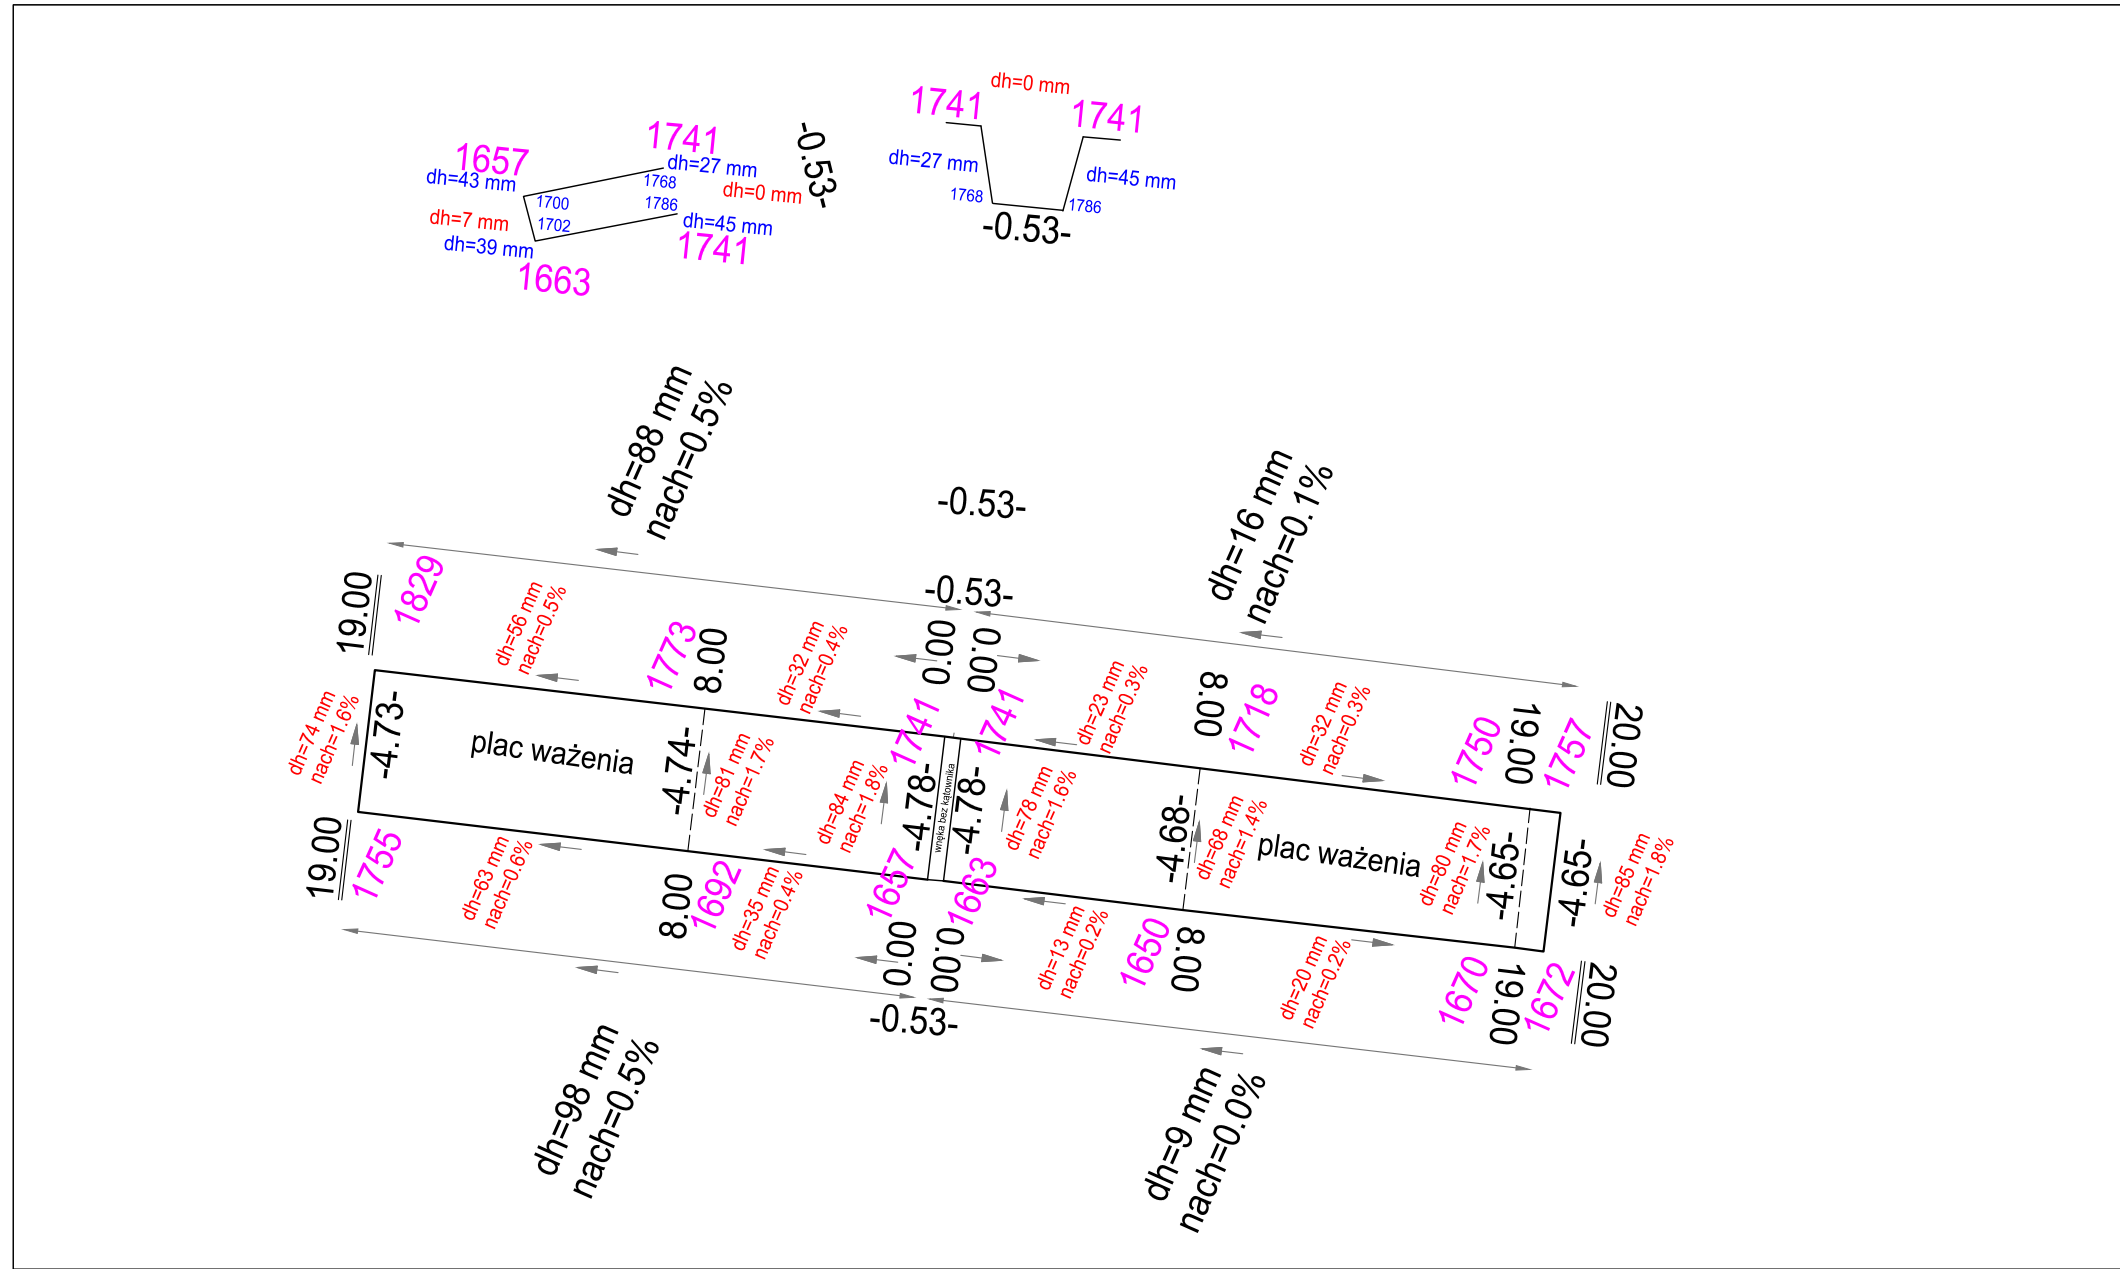 dh=0 mm
1741
1741
dh=27 mm
dh=45 mm
1768
1786
-0.53-
1657
1741
dh=43 mm
dh=27 mm
1700
1768
dh=0 mm
-0.53-
dh=7 mm
1702
1786
dh=45 mm
dh=39 mm
1741
1663
dh=88 mm
nach=0.5%
-0.53-
dh=16 mm
nach=0.1%
-0.53-
19.00
1829
dh=56 mm
nach=0.5%
1773
8.00
dh=32 mm
nach=0.4%
0.00
0.00
dh=23 mm
nach=0.3%
8.00
1718
dh=32 mm
nach=0.3%
1750
19.00
1757
20.00
dh=74 mm
nach=1.6%
-4.73-
plac ważenia
-4.74-
dh=81 mm
nach=1.7%
dh=84 mm
nach=1.8%
1741
-4.78-
wnęka bez kątownika
1741
-4.78-
dh=78 mm
nach=1.6%
-4.68-
dh=68 mm
nach=1.4%
plac ważenia
dh=80 mm
nach=1.7%
-4.65-
-4.65-
dh=85 mm
nach=1.8%
19.00
1755
dh=63 mm
nach=0.6%
8.00
1692
dh=35 mm
nach=0.4%
1657
0.00
1663
0.00
dh=13 mm
nach=0.2%
1650
8.00
dh=20 mm
nach=0.2%
1670
19.00
1672
20.00
-0.53-
dh=98 mm
nach=0.5%
dh=9 mm
nach=0.0%